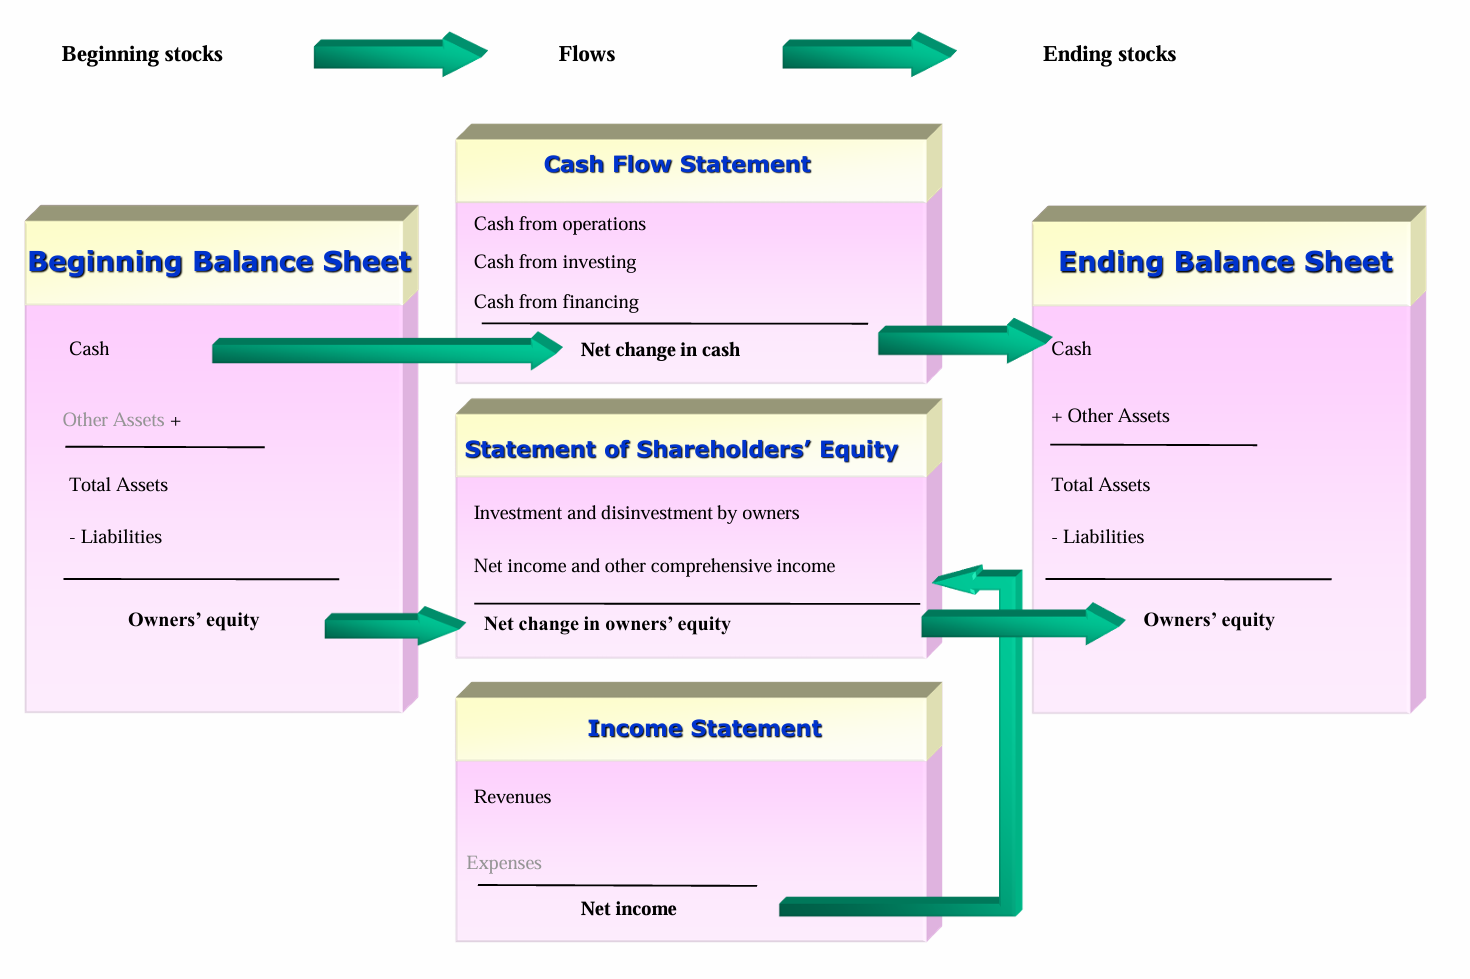 Beginning stocks
Flows
Ending stocks
Beginning Balance Sheet
Cash
Other Assets +
Total Assets
- Liabilities
Owners’ equity
Cash Flow Statement
Cash from operations
Cash from investing
Cash from financing
Net change in cash
Statement of Shareholders’ Equity
Investment and disinvestment by owners
Net income and other comprehensive income
Net change in owners’ equity
Income Statement
Revenues
Expenses
Net income
Ending Balance Sheet
Cash
+ Other Assets
Total Assets
- Liabilities
Owners’ equity